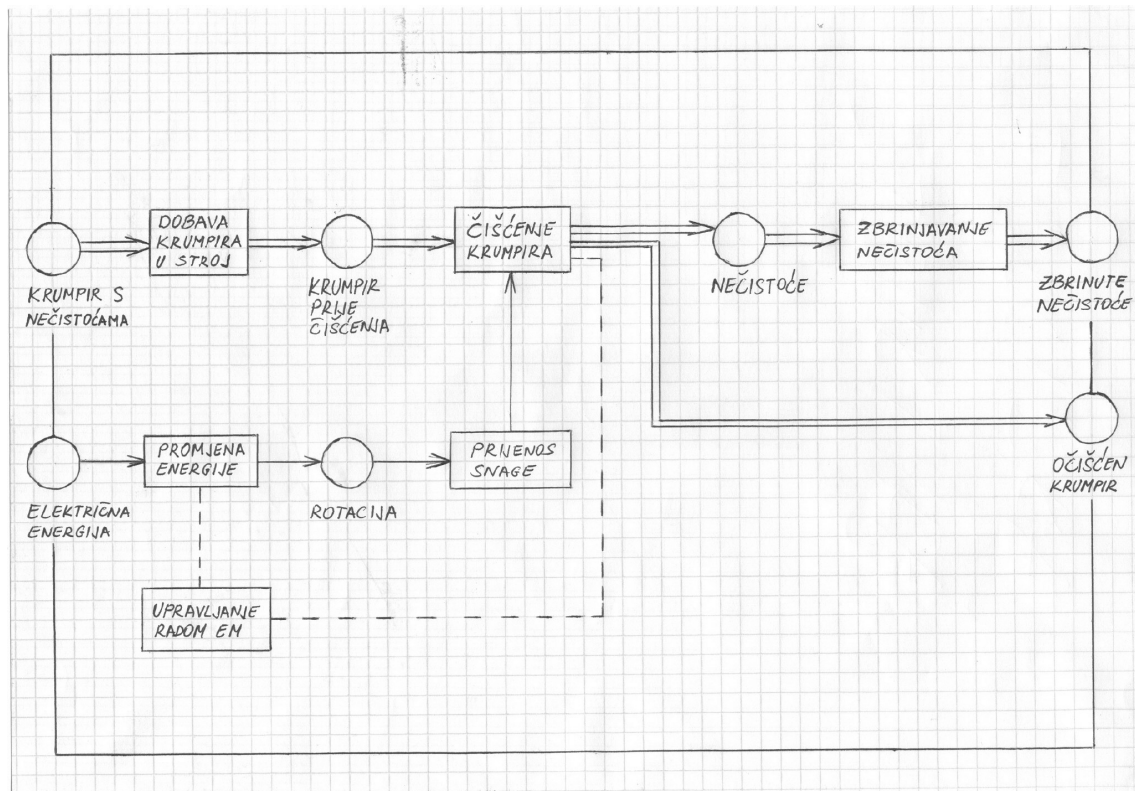 DOBAVA
KRUMPIRA
U STROJ
ČIŠĆENJE
KRUMPIRA
ZBRINJAVANJE
NEČISTOĆA
KRUMPIR S
NEČISTOĆAMA
KRUMPIR
PRIJE
ČIŠĆENJA
NEČISTOĆE
ZBRINUTE
NEČISTOĆE
PROMJENA
ENERGIJE
PRIJENOS
SNAGE
ELEKTRIČNA
ENERGIJA
ROTACIJA
OČIŠĆEN
KRUMPIR
UPRAVLJANJE
RADOM EM